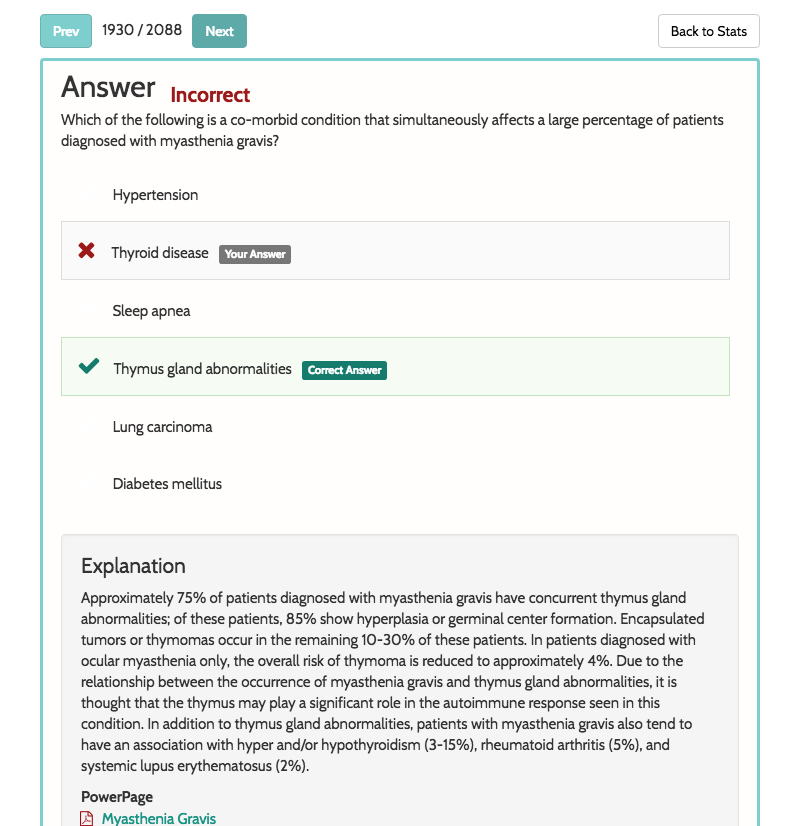 Prev 1930 / 2088 Next Back to Stats
Answer Incorrect
Which of the following is a co-morbid condition that simultaneously affects a large percentage of patients
diagnosed with myasthenia gravis?
Hypertension
Thyroid disease Your Answer
Sleep apnea
Thymus gland abnormalities Correct Answer
Lung carcinoma
Diabetes mellitus
Explanation
Approximately 75% of patients diagnosed with myasthenia gravis have concurrent thymus gland
abnormalities; of these patients, 85% show hyperplasia or germinal center formation. Encapsulated
tumors or thymomas occur in the remaining 10-30% of these patients. In patients diagnosed with
ocular myasthenia only, the overall risk of thymoma is reduced to approximately 4%. Due to the
relationship between the occurrence of myasthenia gravis and thymus gland abnormalities, it is
thought that the thymus may play a significant role in the autoimmune response seen in this
condition. In addition to thymus gland abnormalities, patients with myasthenia gravis also tend to
have an association with hyper and/or hypothyroidism (3-15%), rheumatoid arthritis (5%), and
systemic lupus erythematosus (2%).
PowerPage
Myasthenia Gravis